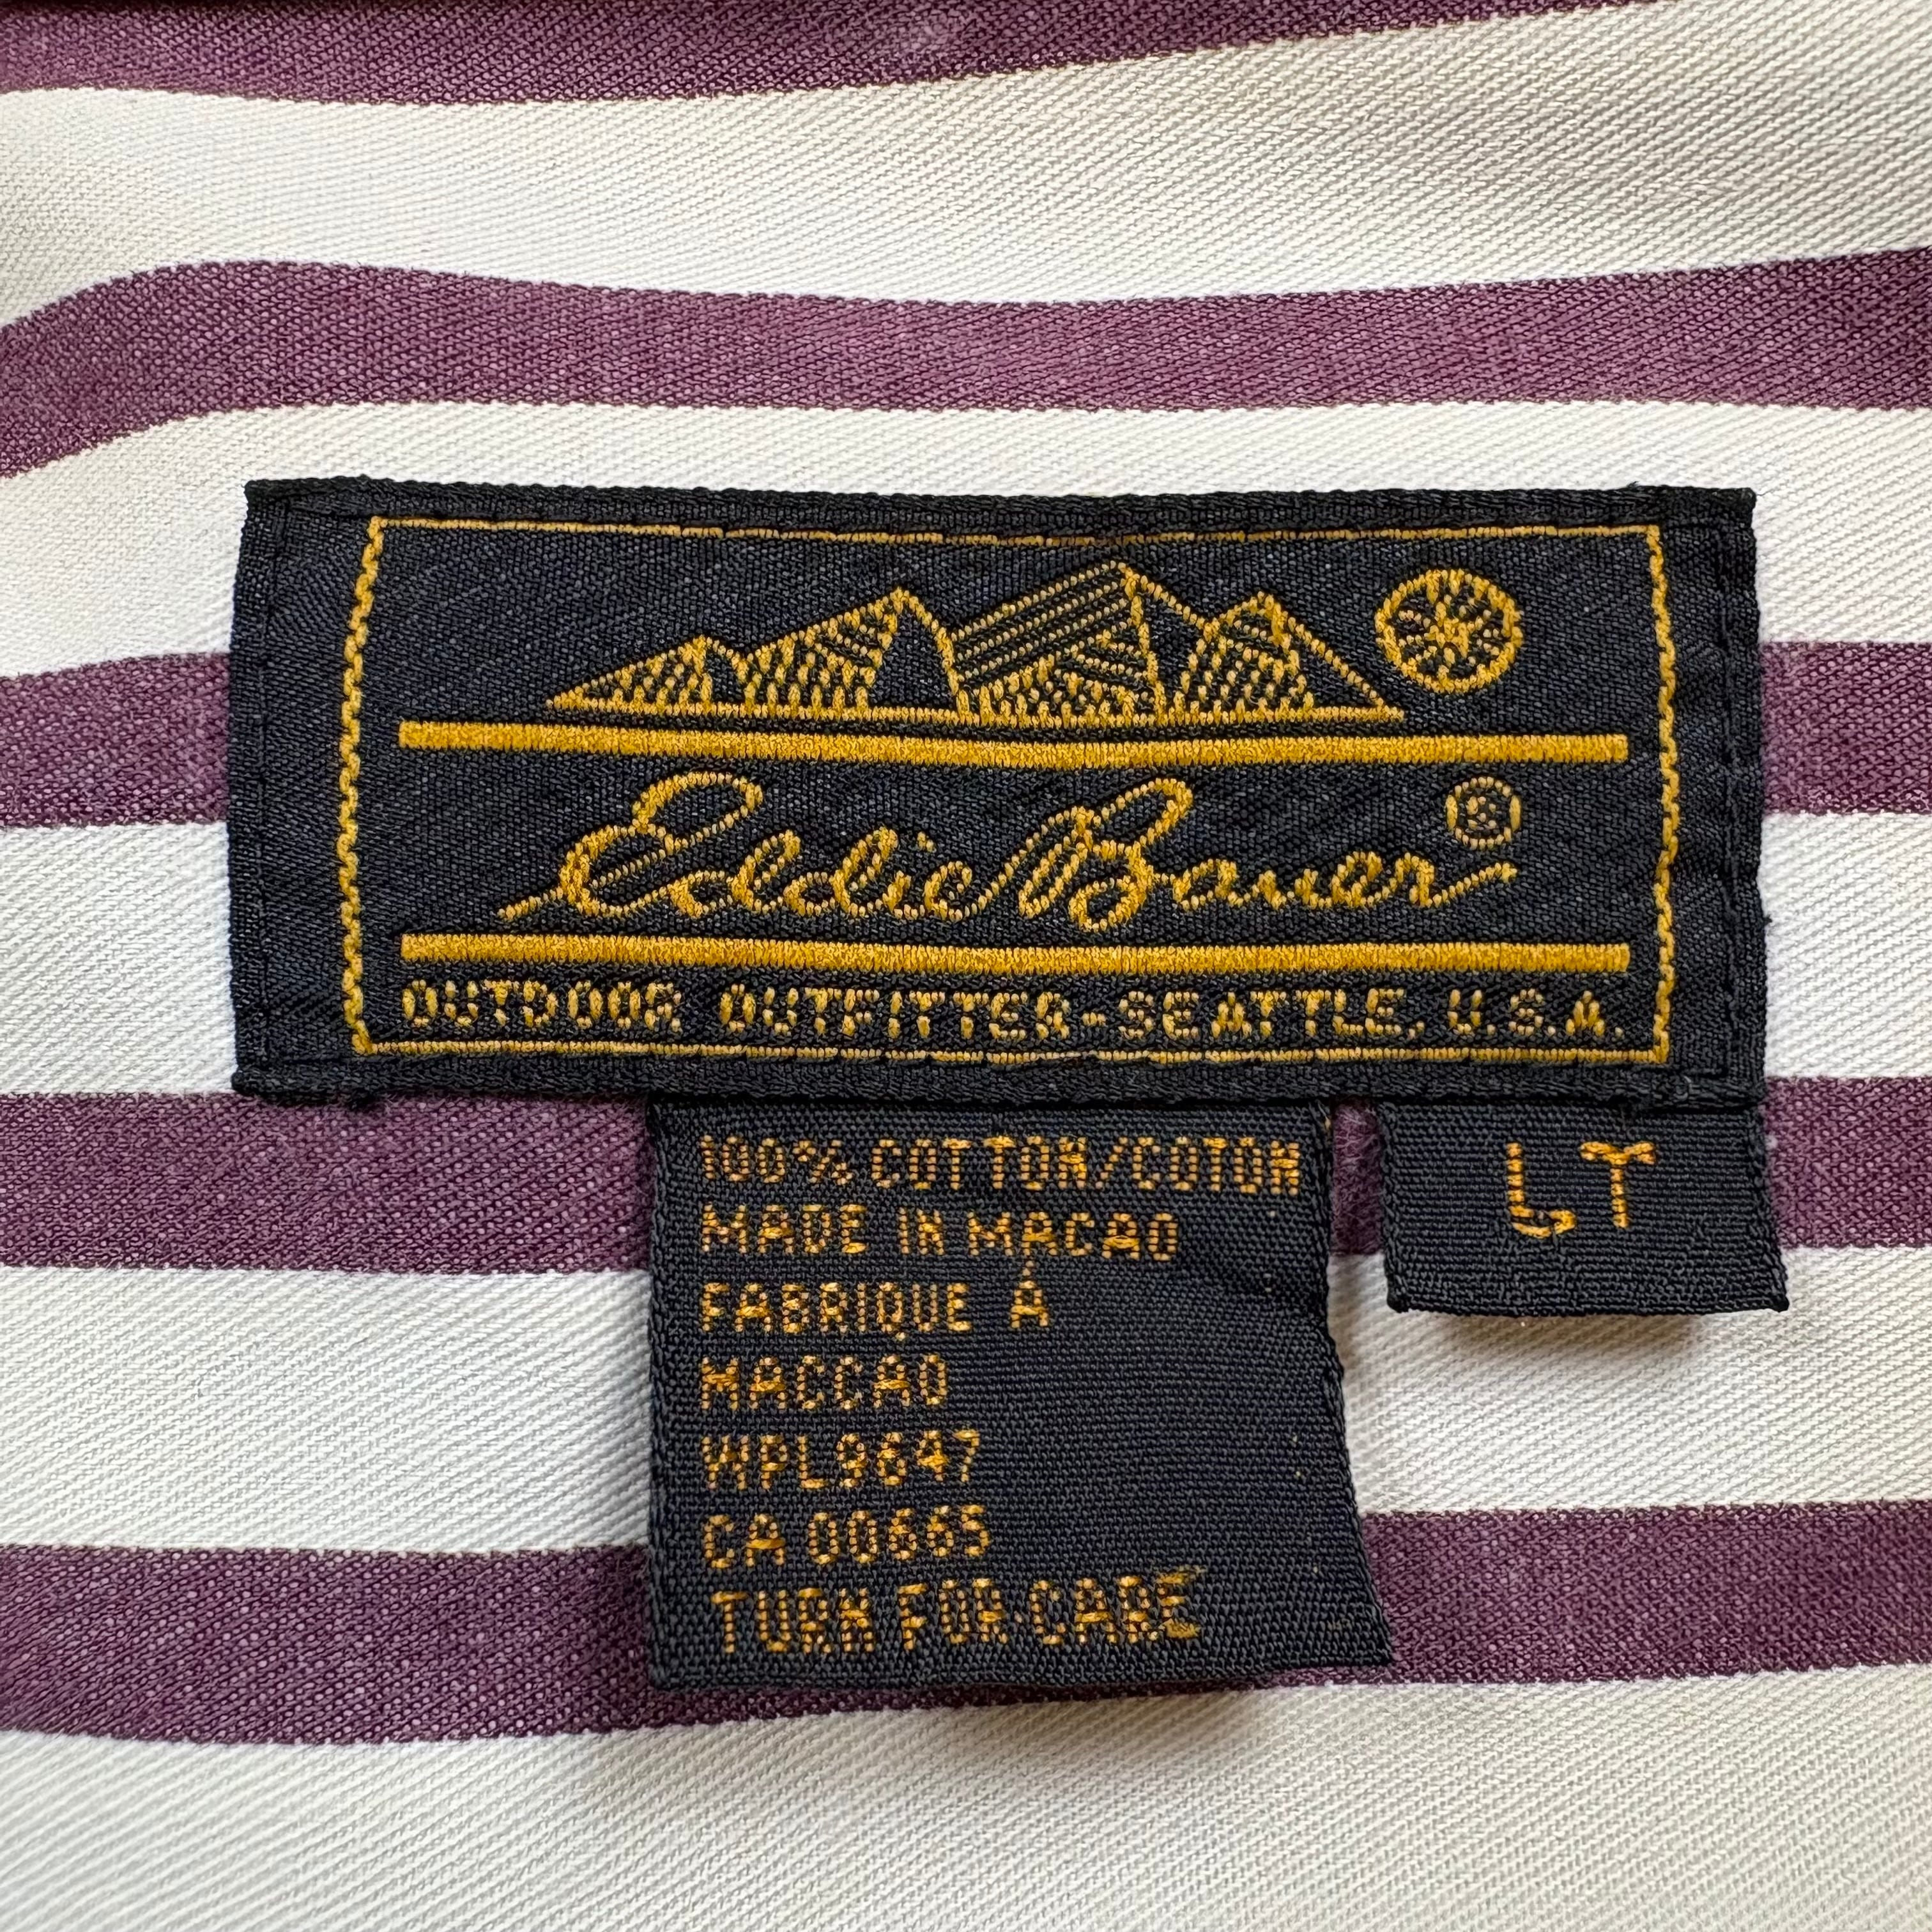 Eddie Bauer®
OUTDOOR OUTFITTER-SEATTLE, U.S.A.
100% COTTON/COTON
MADE IN MACAO
FABRIQUE À
MACCAO
WPL9647
CA 00665
TURN FOR CARE
LT